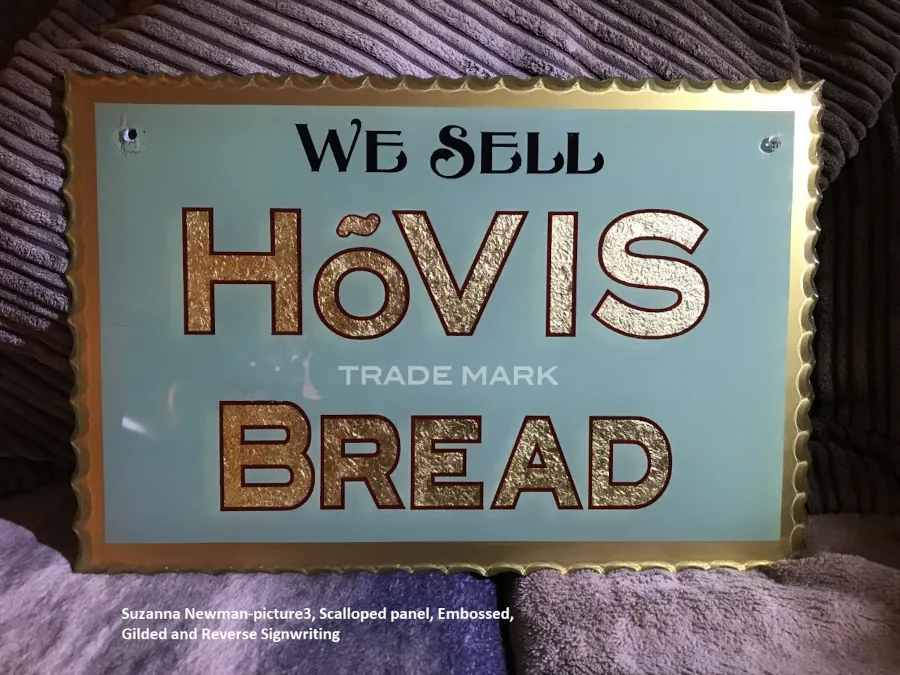 WE SELL
HõVIS
TRADE MARK
BREAD
Suzanna Newman-picture3, Scalloped panel, Embossed,
Gilded and Reverse Signwriting